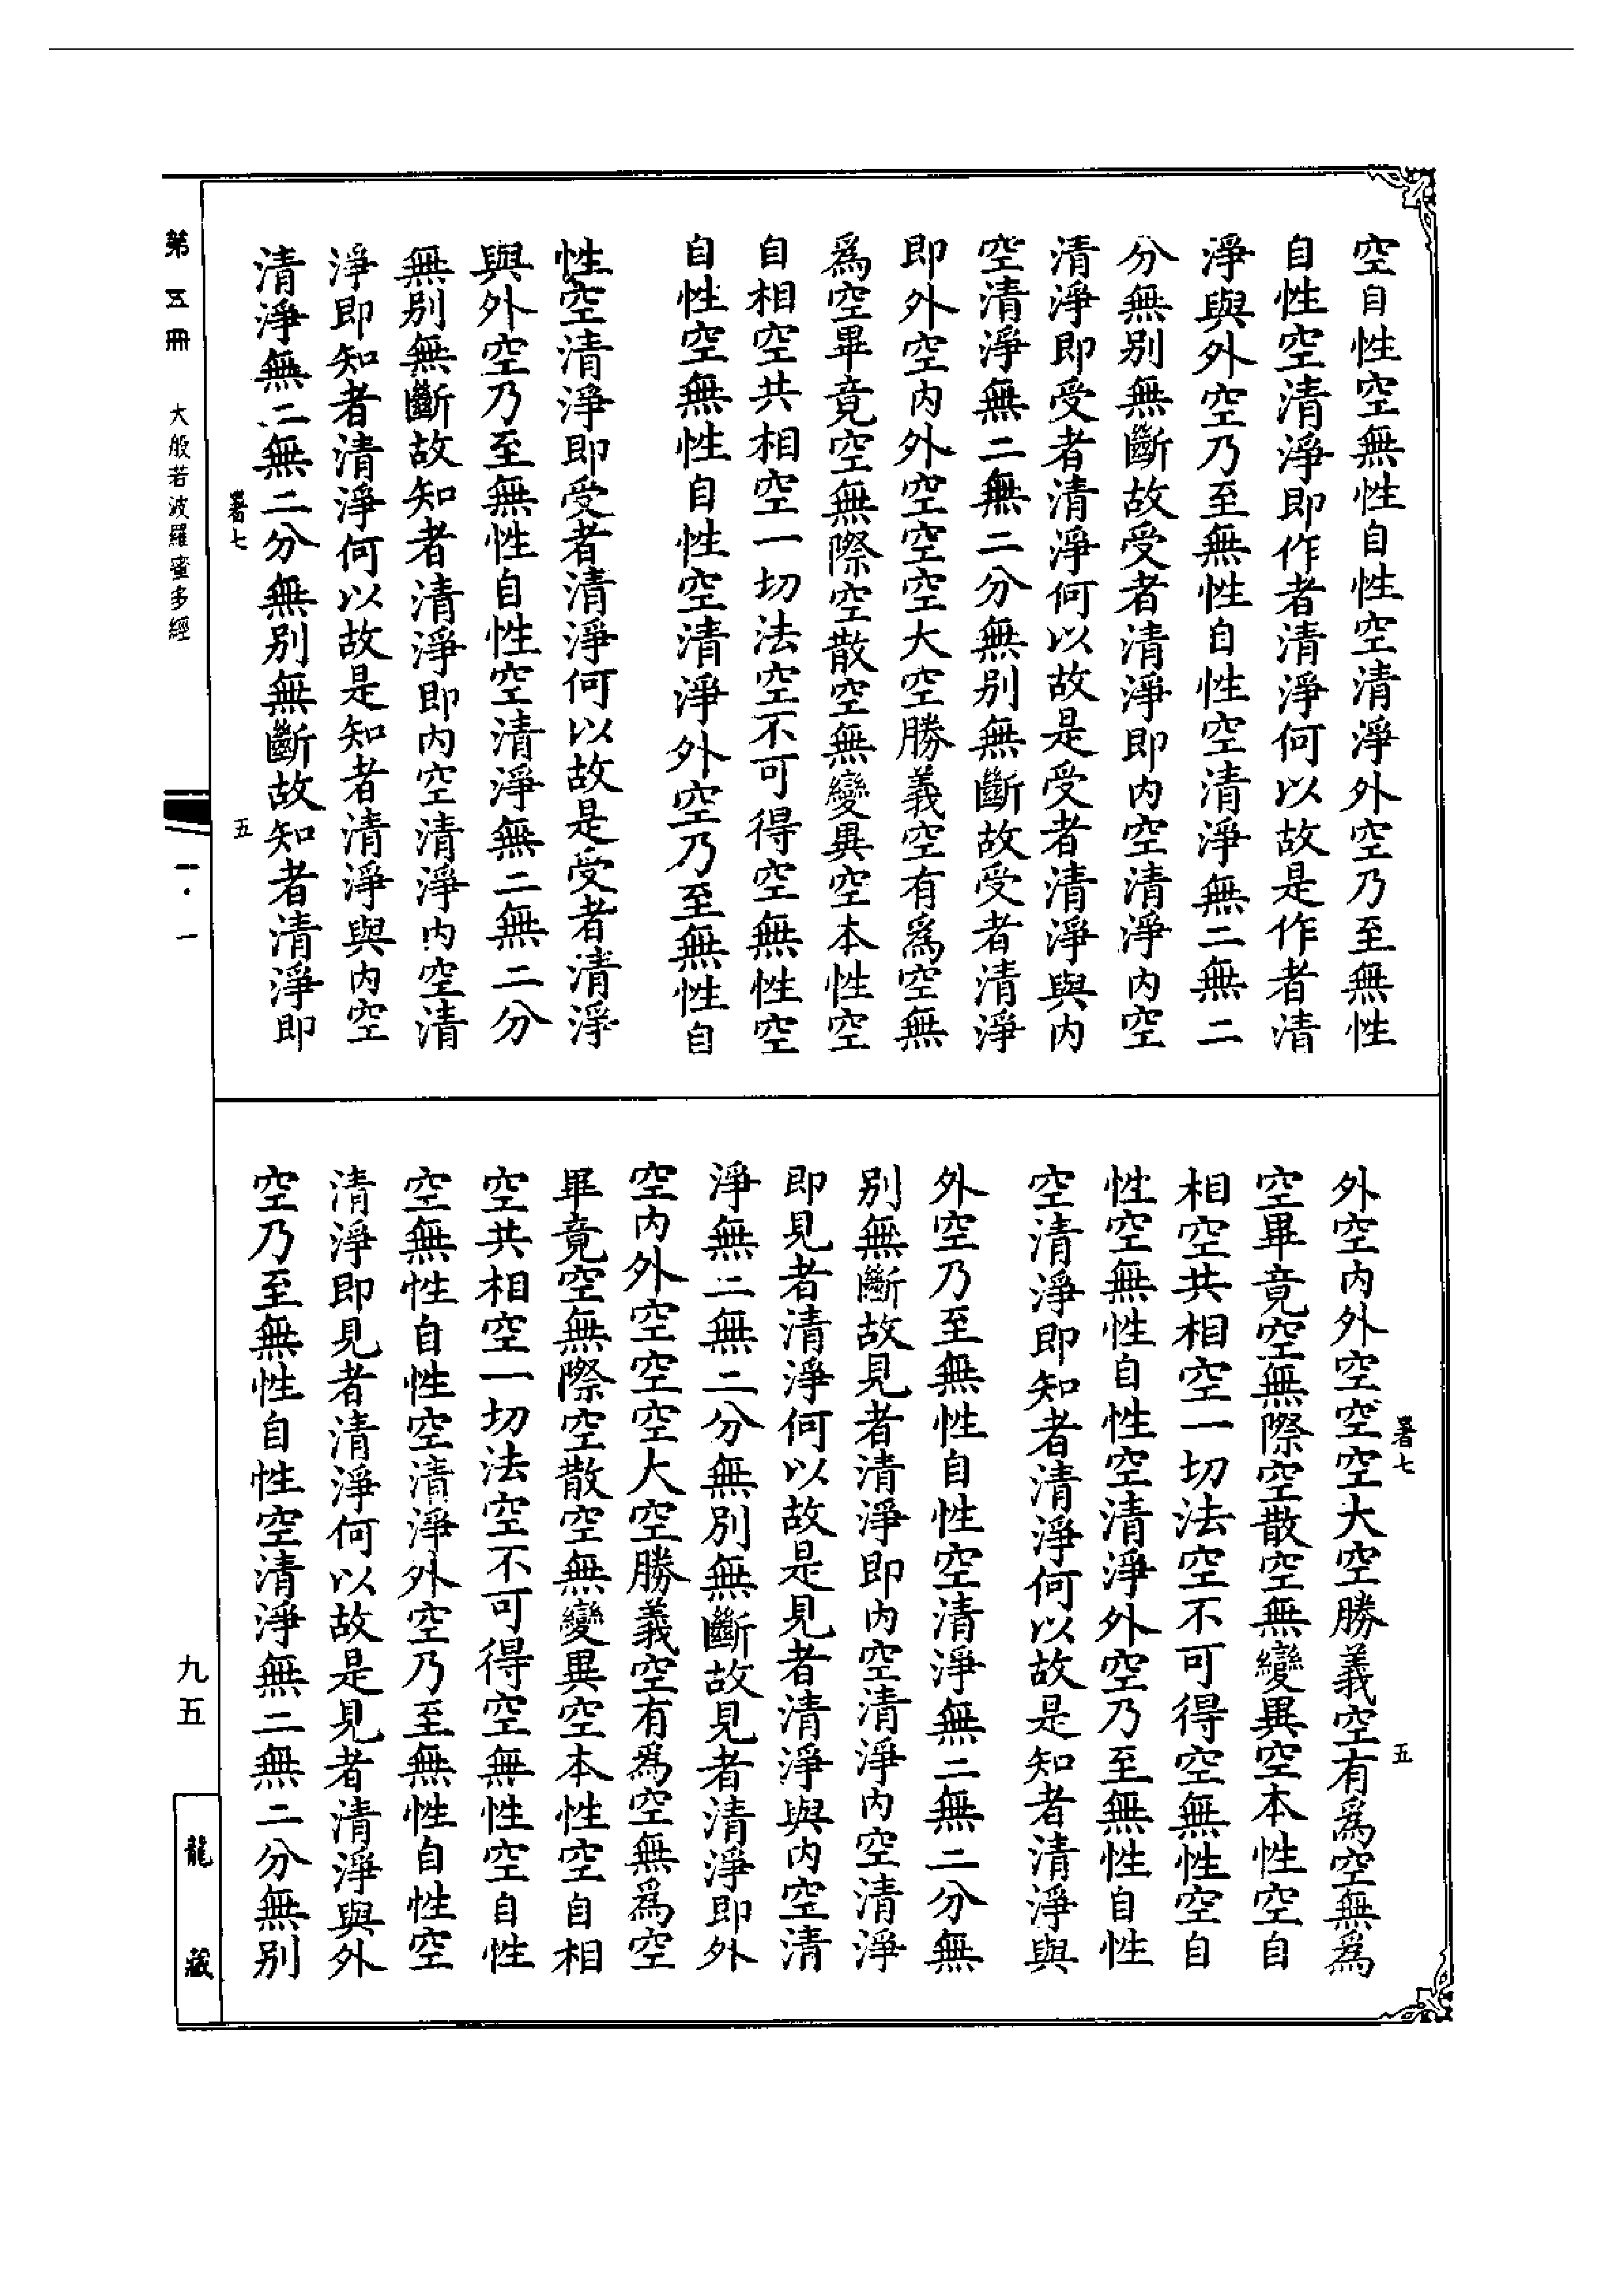 空自性空無性自性空清淨外空乃至無性
自性空清淨即作者清淨何以故是作者清
淨與外空乃至無性自性空清淨無二無二
分無別無斷故受者清淨即內空清淨內空
清淨即受者清淨何以故是受者清淨與內
空清淨無二無二分無別無斷故受者清淨
即外空內外空空空大空勝義空有為空無
為空畢竟空無際空散空無變異空本性空
自相空共相空一切法空不可得空無性空
自性空無性自性空清淨外空乃至無性自
性空清淨即受者清淨何以故是受者清淨
與外空乃至無性自性空清淨無二無二分
無別無斷故知者清淨即內空清淨內空清
淨即知者清淨何以故是知者清淨與內空
清淨無二無二分無別無斷故知者清淨即
署七 五
第五冊 大般若波羅蜜多經 一·一
署七 五
外空內外空空空大空勝義空有為空無為
空畢竟空無際空散空無變異空本性空自
相空共相空一切法空不可得空無性空自
性空無性自性空清淨外空乃至無性自性
空清淨即知者清淨何以故是知者清淨與
外空乃至無性自性空清淨無二無二分無
別無斷故見者清淨即內空清淨內空清淨
即見者清淨何以故是見者清淨與內空清
淨無二無二分無別無斷故見者清淨即外
空內外空空空大空勝義空有為空無為空
畢竟空無際空散空無變異空本性空自相
空共相空一切法空不可得空無性空自性
空無性自性空清淨外空乃至無性自性空
清淨即見者清淨何以故是見者清淨與外
空乃至無性自性空清淨無二無二分無別
九五
龍藏